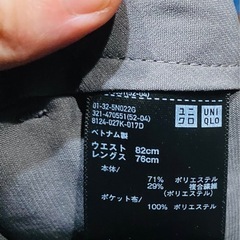 01-32-5N022G
321-470551(52-04)
8124-027K-017D
ユニクロ
UNIQLO
ベトナム製
ウエスト 82cm
レングス 76cm
本体/
71% ポリエステル
29% 複合繊維
(ポリエステル)
ポケット布/
100% ポリエステル